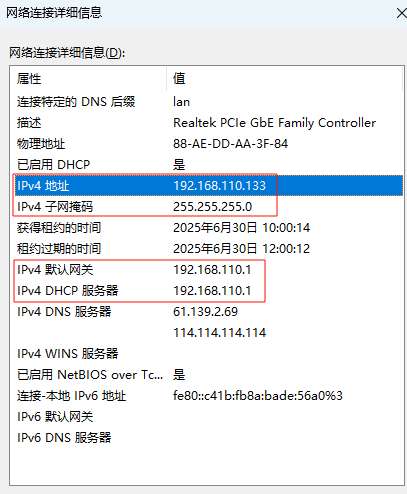 网络连接详细信息
网络连接详细信息(D):
属性 值
连接特定的 DNS 后缀 lan
描述 Realtek PCIe GbE Family Controller
物理地址 88-AE-DD-AA-3F-84
已启用 DHCP 是
IPv4 地址 192.168.110.133
IPv4 子网掩码 255.255.255.0
获得租约的时间 2025年6月30日 10:00:14
租约过期的时间 2025年6月30日 12:00:12
IPv4 默认网关 192.168.110.1
IPv4 DHCP 服务器 192.168.110.1
IPv4 DNS 服务器 61.139.2.69
114.114.114.114
IPv4 WINS 服务器
已启用 NetBIOS over Tc... 是
连接-本地 IPv6 地址 fe80::c41b:fb8a:bade:56a0%3
IPv6 默认网关
IPv6 DNS 服务器